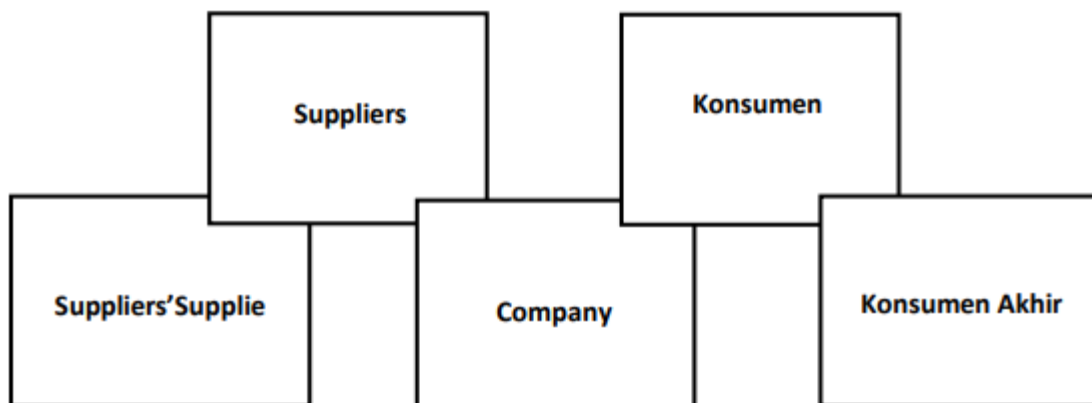 Suppliers
Konsumen
Suppliers'Supplie
Company
Konsumen Akhir